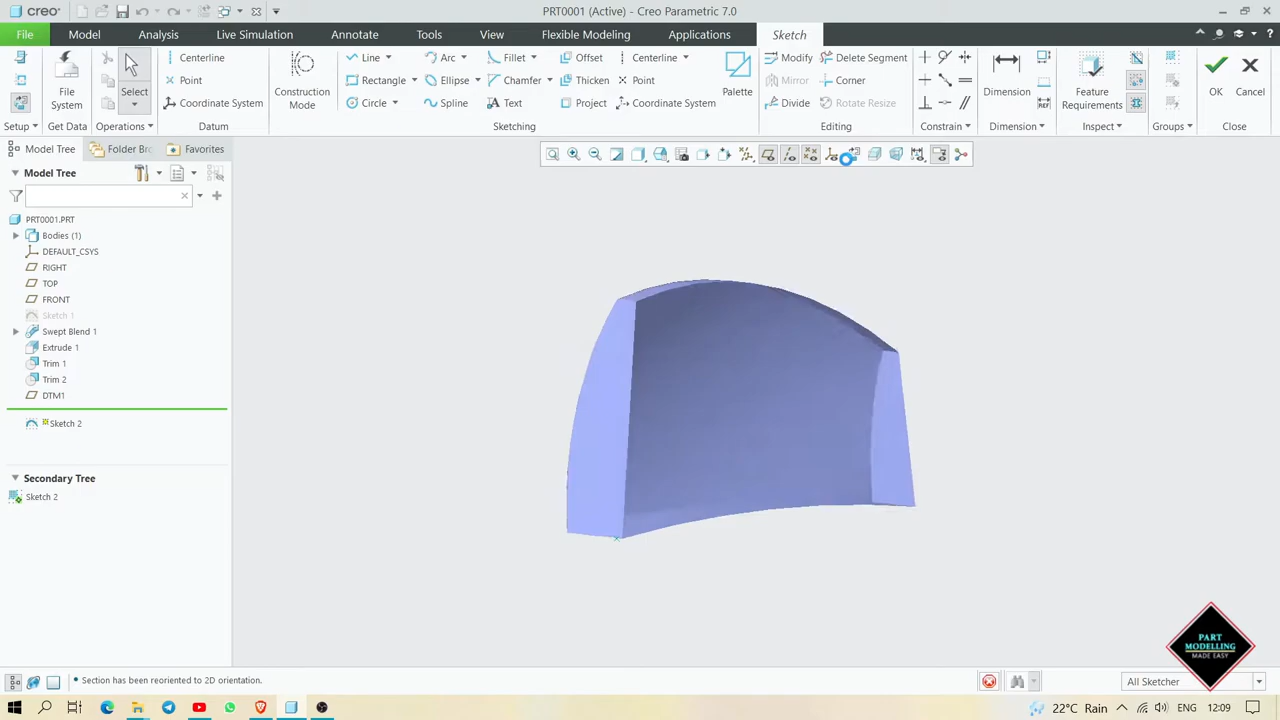 creo®
PRT0001 (Active) - Creo Parametric 7.0
File Model Analysis Live Simulation Annotate Tools View Flexible Modeling Applications Sketch
Centerline Line Arc Fillet Offset Centerline Modify Delete Segment
File System Select Point Construction Mode Rectangle Ellipse Chamfer Thicken Point Palette Mirror Corner Dimension Feature Requirements OK Cancel
Coordinate System Circle Spline Text Project Coordinate System Divide Rotate Resize
Setup Get Data Operations Datum Sketching Editing Constrain Dimension Inspect Groups Close
Model Tree Folder Bro Favorites
Model Tree
PRT0001.PRT
Bodies (1)
DEFAULT_CSYS
RIGHT
TOP
FRONT
Sketch 1
Swept Blend 1
Extrude 1
Trim 1
Trim 2
DTM1
Sketch 2
Secondary Tree
Sketch 2
PART
MODELLING
MADE EASY
• Section has been reoriented to 2D orientation.
All Sketcher
22°C Rain ENG 12:09